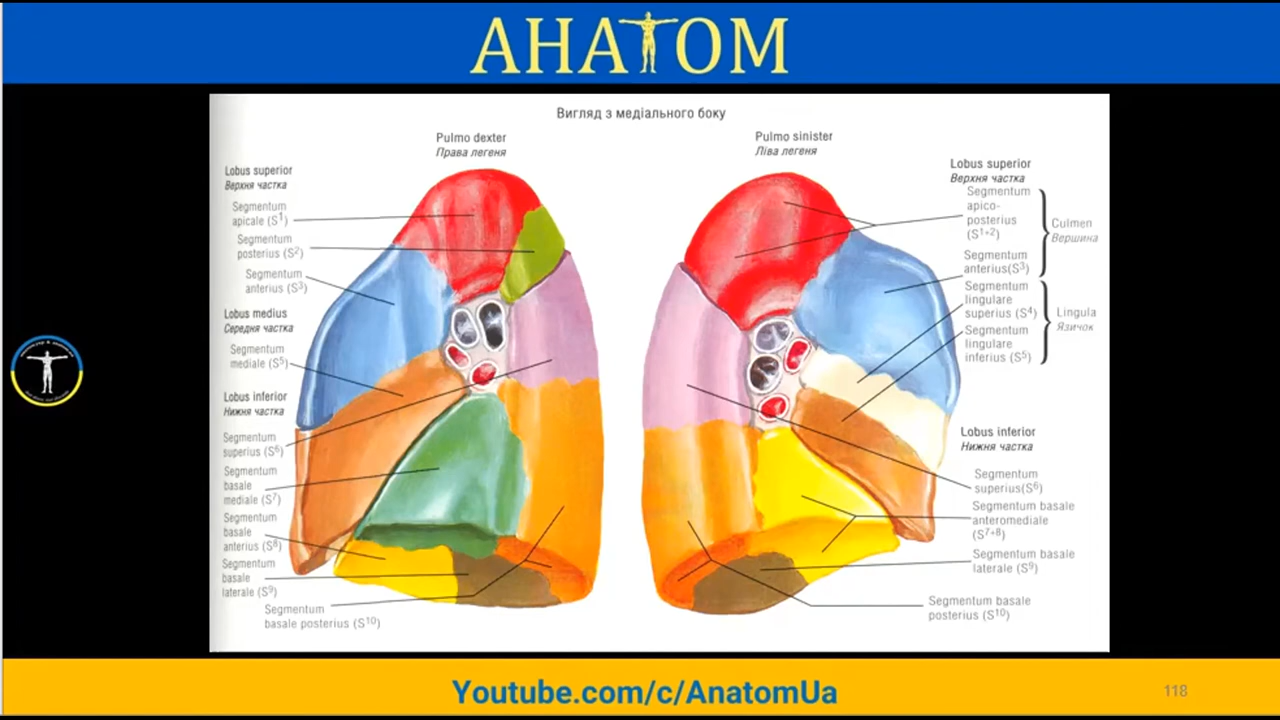 АНАТОМ
Вигляд з медіального боку
Pulmo dexter
Права легеня
Lobus superior
Верхня частка
Segmentum
apicale (S1)
Segmentum
posterius (S2)
Segmentum
anterius (S3)
Lobus medius
Середня частка
Segmentum
mediale (S5)
Lobus inferior
Нижня частка
Segmentum
superius (S6)
Segmentum
basale
mediale (S7)
Segmentum
basale
anterius (S8)
Segmentum
basale
laterale (S9)
Segmentum
basale posterius (S10)
Pulmo sinister
Ліва легеня
Lobus superior
Верхня частка
Segmentum
apico-
posterius
(S1+2)
Segmentum
anterius(S3)
Culmen
Вершина
Segmentum
lingulare
superius (S4)
Segmentum
lingulare
inferius (S5)
Lingula
Язичок
Lobus inferior
Нижня частка
Segmentum
superius(S6)
Segmentum basale
anteromediale
(S7+8)
Segmentum basale
laterale (S9)
Segmentum basale
posterius (S10)
Youtube.com/c/AnatomUa
118